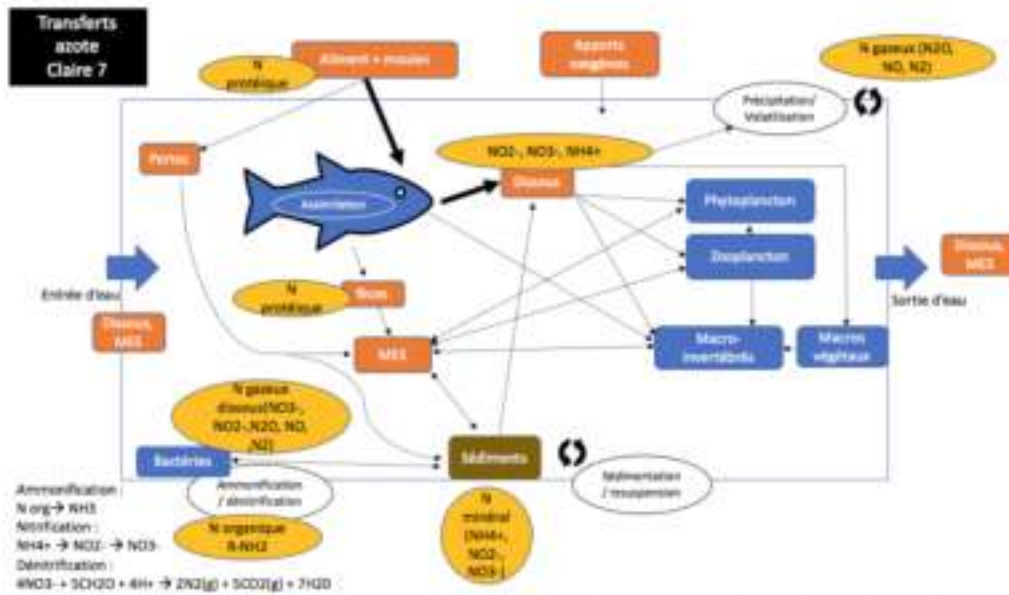 Transferts
azote
Claire 7
Aliment + moules
N
protéique
Apports
exogènes
N gazeux (N2O,
NO, N2)
Précipitation/
Volatilisation
Pertes
NO2-, NO3-, NH4+
Dissous
Assimilation
Phytoplancton
Zooplancton
Entrée d'eau
Dissous,
MES
N
protéique
MES
Macro-
invertébrés
Macros
végétaux
Sortie d'eau
Dissous,
MES
N gazeux
dissous(NO3-,
NO2-,N2O, NO,
,N2)
Bactéries
Ammonification
/ dénitrification
N organique
R-NH2
Sédiments
Sédimentation
/ resuspension
N
minéral
(NH4+,
NO2-,
NO3-)
Ammonification :
N org→ NH3
Nitrification :
NH4+ → NO2- → NO3-
Dénitrification :
4NO3- + 5CH2O + 4H+ → 2N2(g) + 5CO2(g) + 7H2O